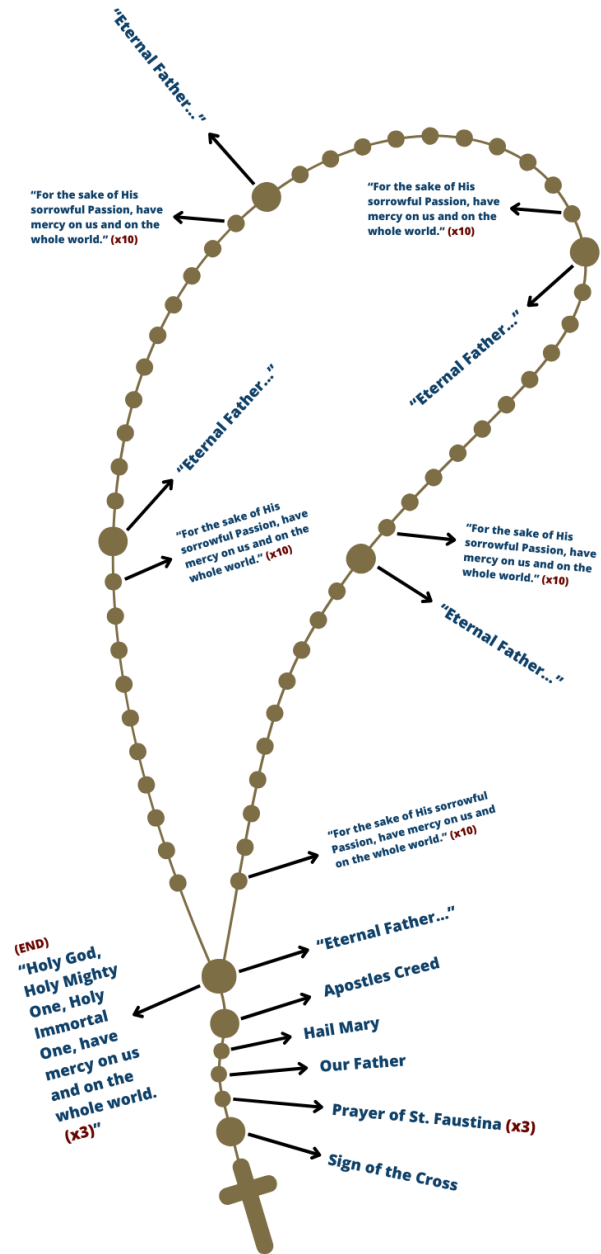 “Eternal Father...”
“For the sake of His
sorrowful Passion, have
mercy on us and on the
whole world.” (x10)
“For the sake of His
sorrowful Passion, have
mercy on us and on the
whole world.” (x10)
“Eternal Father...”
“Eternal Father...”
“For the sake of His
sorrowful Passion, have
mercy on us and on the
whole world.” (x10)
“For the sake of His
sorrowful Passion, have
mercy on us and on the
whole world.” (x10)
“Eternal Father...”
“For the sake of His sorrowful
Passion, have mercy on us and
on the whole world.” (x10)
“Eternal Father...”
(END)
“Holy God,
Holy Mighty
One, Holy
Immortal
One, have
mercy on us
and on the
whole world.
(x3)”
Apostles Creed
Hail Mary
Our Father
Prayer of St. Faustina (x3)
Sign of the Cross